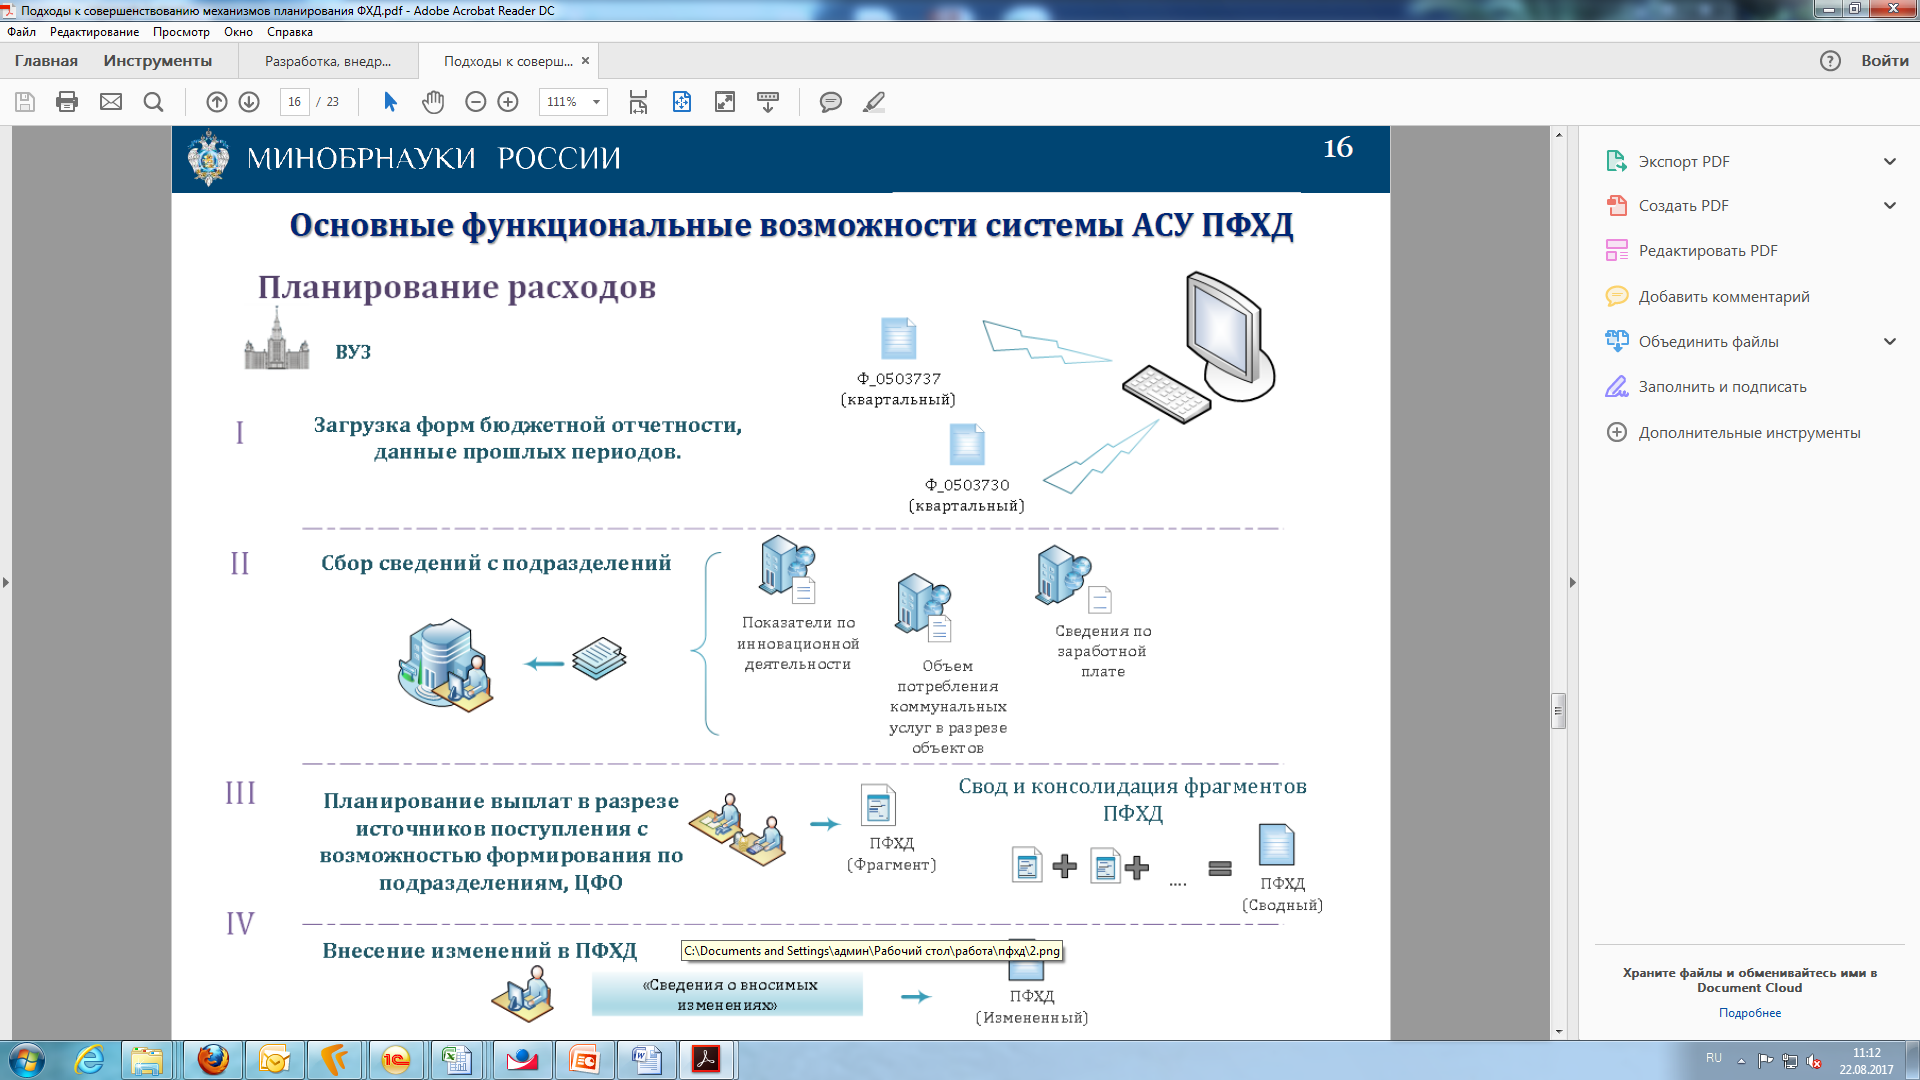 Подходы к совершенствованию механизмов планирования ФХД.pdf - Adobe Acrobat Reader DC
Файл Редактирование Просмотр Окно Справка
Главная Инструменты Разработка, внедр... Подходы к соверш... × Войти
16 / 23 111%
МИНОБРНАУКИ РОССИИ 16
Основные функциональные возможности системы АСУ ПФХД
Планирование расходов
ВУЗ
Ф_0503737
(квартальный)
I
Загрузка форм бюджетной отчетности,
данные прошлых периодов.
Ф_0503730
(квартальный)
II
Сбор сведений с подразделений
Показатели по
инновационной
деятельности
Объем
потребления
коммунальных
услуг в разрезе
объектов
Сведения по
заработной
плате
III
Планирование выплат в разрезе
источников поступления с
возможностью формирования по
подразделениям, ЦФО
ПФХД
(Фрагмент)
Свод и консолидация фрагментов
ПФХД
....
ПФХД
(Сводный)
IV
Внесение изменений в ПФХД
C:\Documents and Settings\админ\Рабочий стол\работа\пфхд\2.png
«Сведения о вносимых
изменениях»
ПФХД
(Измененный)
Экспорт PDF
Создать PDF
Редактировать PDF
Добавить комментарий
Объединить файлы
Заполнить и подписать
Дополнительные инструменты
Храните файлы и обменивайтесь ими в
Document Cloud
Подробнее
RU
11:12
22.08.2017